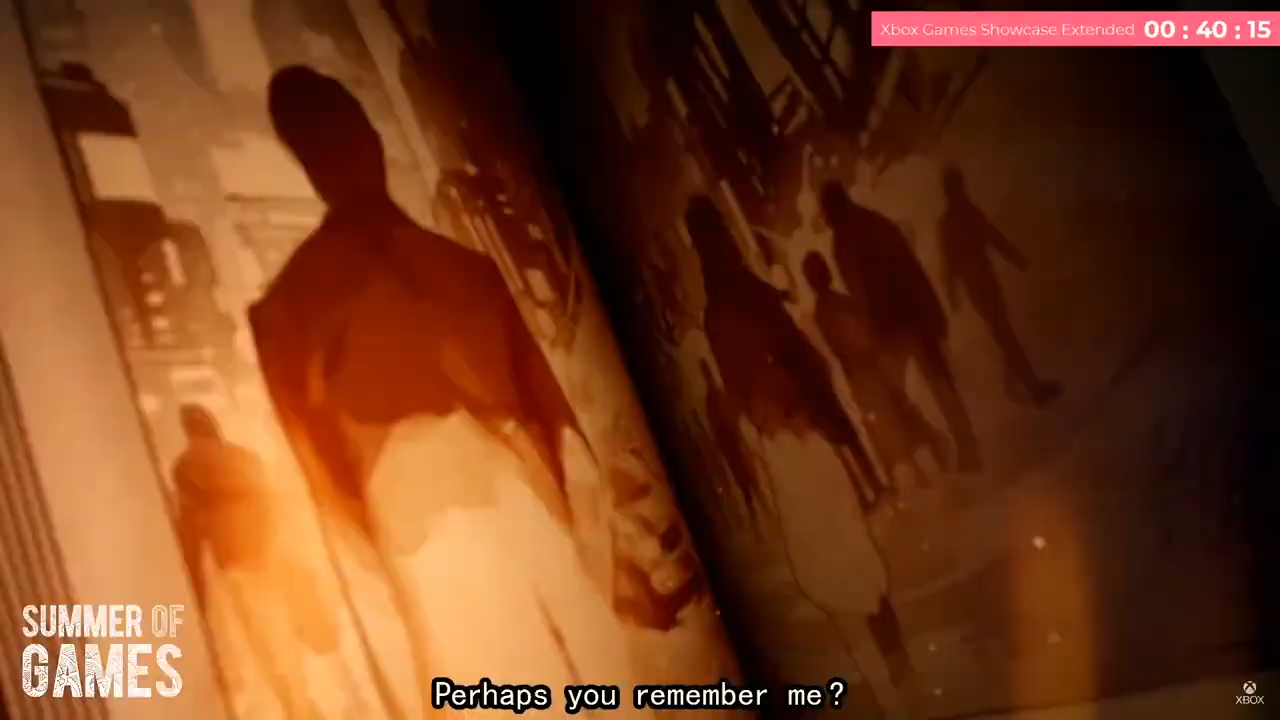 Xbox Games Showcase Extended 00 : 40 : 15
SUMMER OF
GAMES
XBOX
Perhaps you remember me?